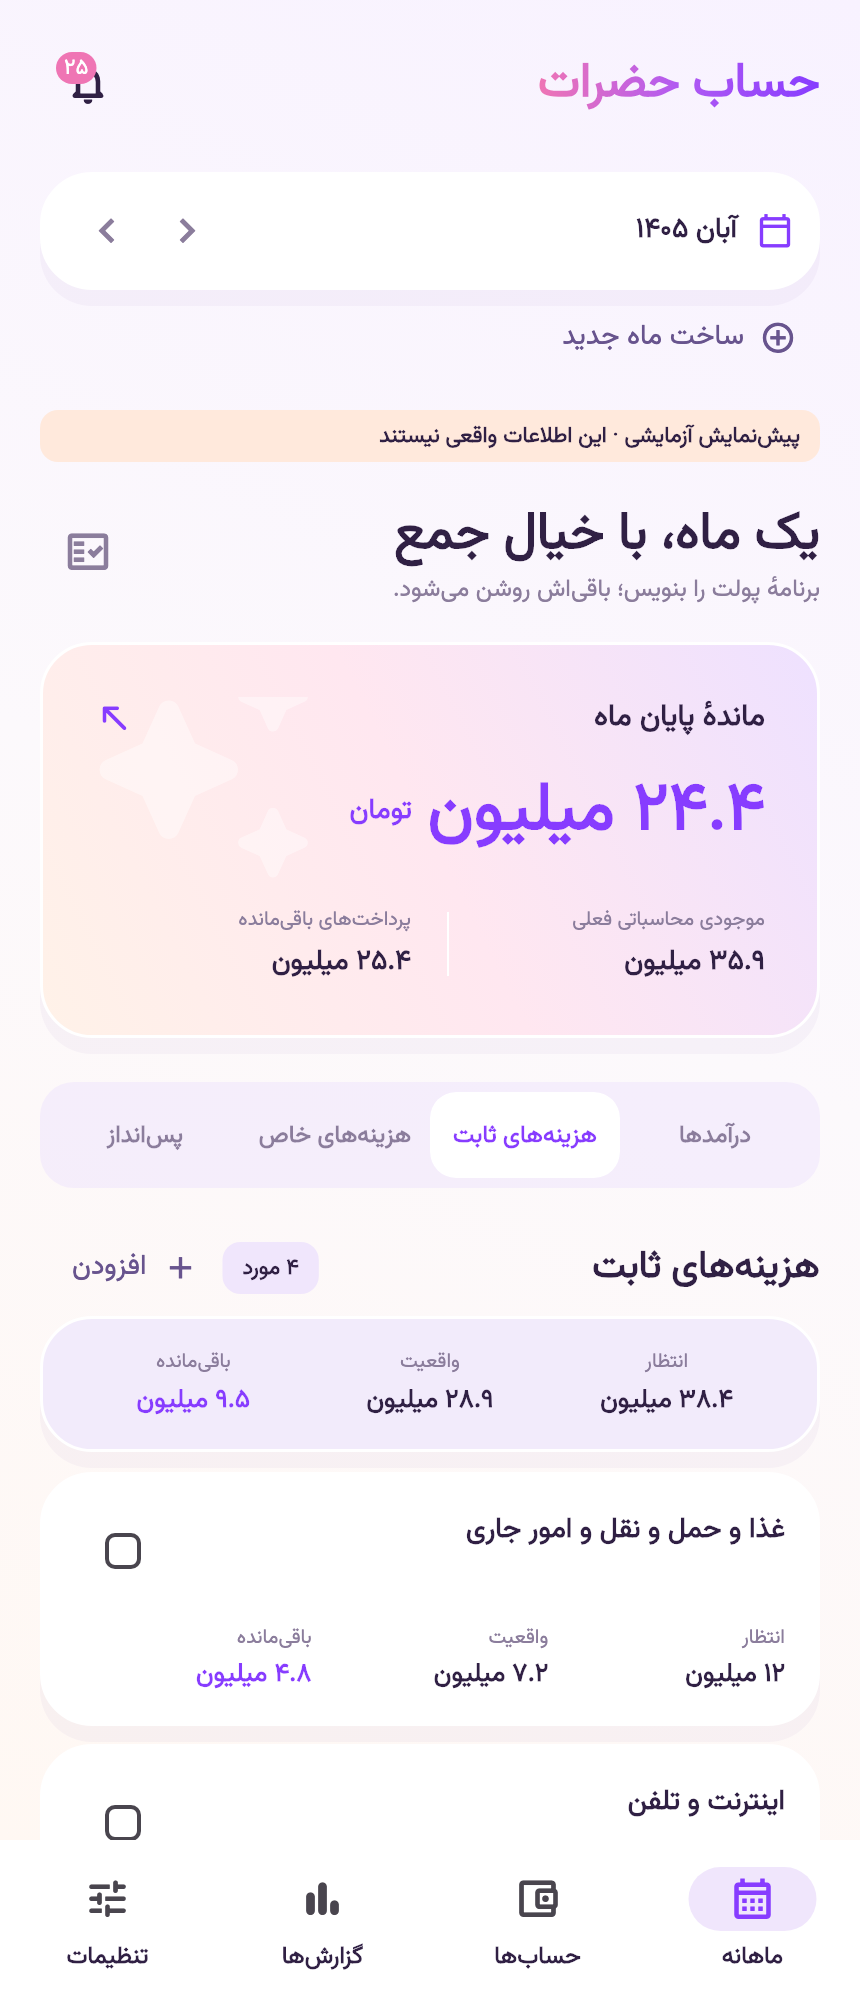 حساب حضرات
۲۵
آبان ۱۴۰۵
ساخت ماه جدید
پیش‌نمایش آزمایشی · این اطلاعات واقعی نیستند
یک ماه، با خیال جمع
برنامهٔ پولت را بنویس؛ باقی‌اش روشن می‌شود.
ماندهٔ پایان ماه
۲۴.۴ میلیون تومان
موجودی محاسباتی فعلی
پرداخت‌های باقی‌مانده
۳۵.۹ میلیون
۲۵.۴ میلیون
درآمدها
هزینه‌های ثابت
هزینه‌های خاص
پس‌انداز
هزینه‌های ثابت
۴ مورد
افزودن
انتظار
واقعیت
باقی‌مانده
۳۸.۴ میلیون
۲۸.۹ میلیون
۹.۵ میلیون
غذا و حمل و نقل و امور جاری
انتظار
واقعیت
باقی‌مانده
۱۲ میلیون
۷.۲ میلیون
۴.۸ میلیون
اینترنت و تلفن
ماهانه
حساب‌ها
گزارش‌ها
تنظیمات